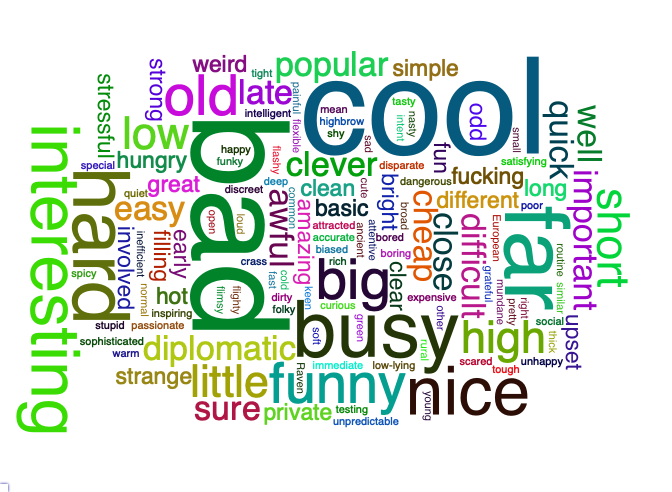 weird
tight
popular
simple
strong
stressful
old
late
intelligent
painful
flexible
cool
mean
highbrow
shy
tasty
nasty
intent
odd
small
quick
well
low
bad
happy
funky
flashy
sad
fun
satisfying
special
hungry
clever
disparate
interesting
hard
quiet
great
discreet
deep
common
clean
cute
dangerous
fucking
long
important
short
easy
open
loud
awful
amazing
basic
ancient
attentive
bright
broad
cheap
different
poor
far
involved
inefficient
filling
early
attracted
accurate
biased
bored
boring
close
difficult
European
routine
similar
spicy
normal
hot
crass
rich
big
clear
grateful
mundane
pretty
right
flimsy
flighty
fast
cold
dirty
keen
curious
expensive
other
inspiring
folky
stupid
passionate
busy
green
soft
rural
high
social
thick
upset
sophisticated
warm
diplomatic
scared
tough
unhappy
strange
little
Raven
immediate
low-lying
funny
nice
young
sure
private
testing
unpredictable